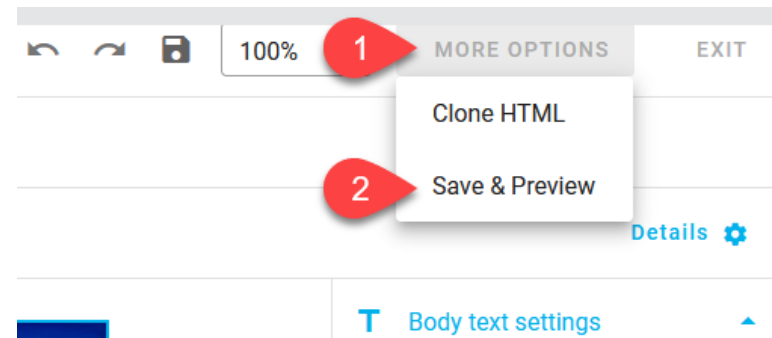 100% 1 MORE OPTIONS EXIT
Clone HTML
2 Save & Preview
Details
T Body text settings